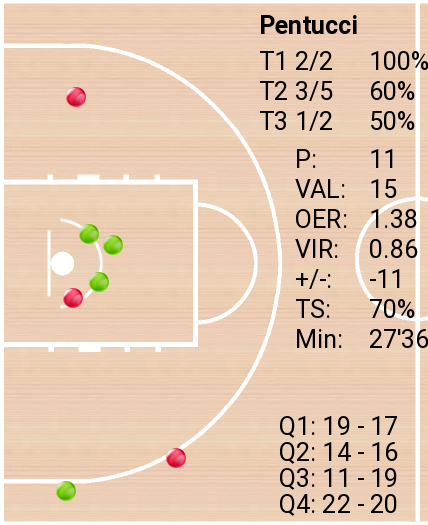 Pentucci
T1 2/2 100%
T2 3/5 60%
T3 1/2 50%
P: 11
VAL: 15
OER: 1.38
VIR: 0.86
+/-: -11
TS: 70%
Min: 27'36
Q1: 19 - 17
Q2: 14 - 16
Q3: 11 - 19
Q4: 22 - 20